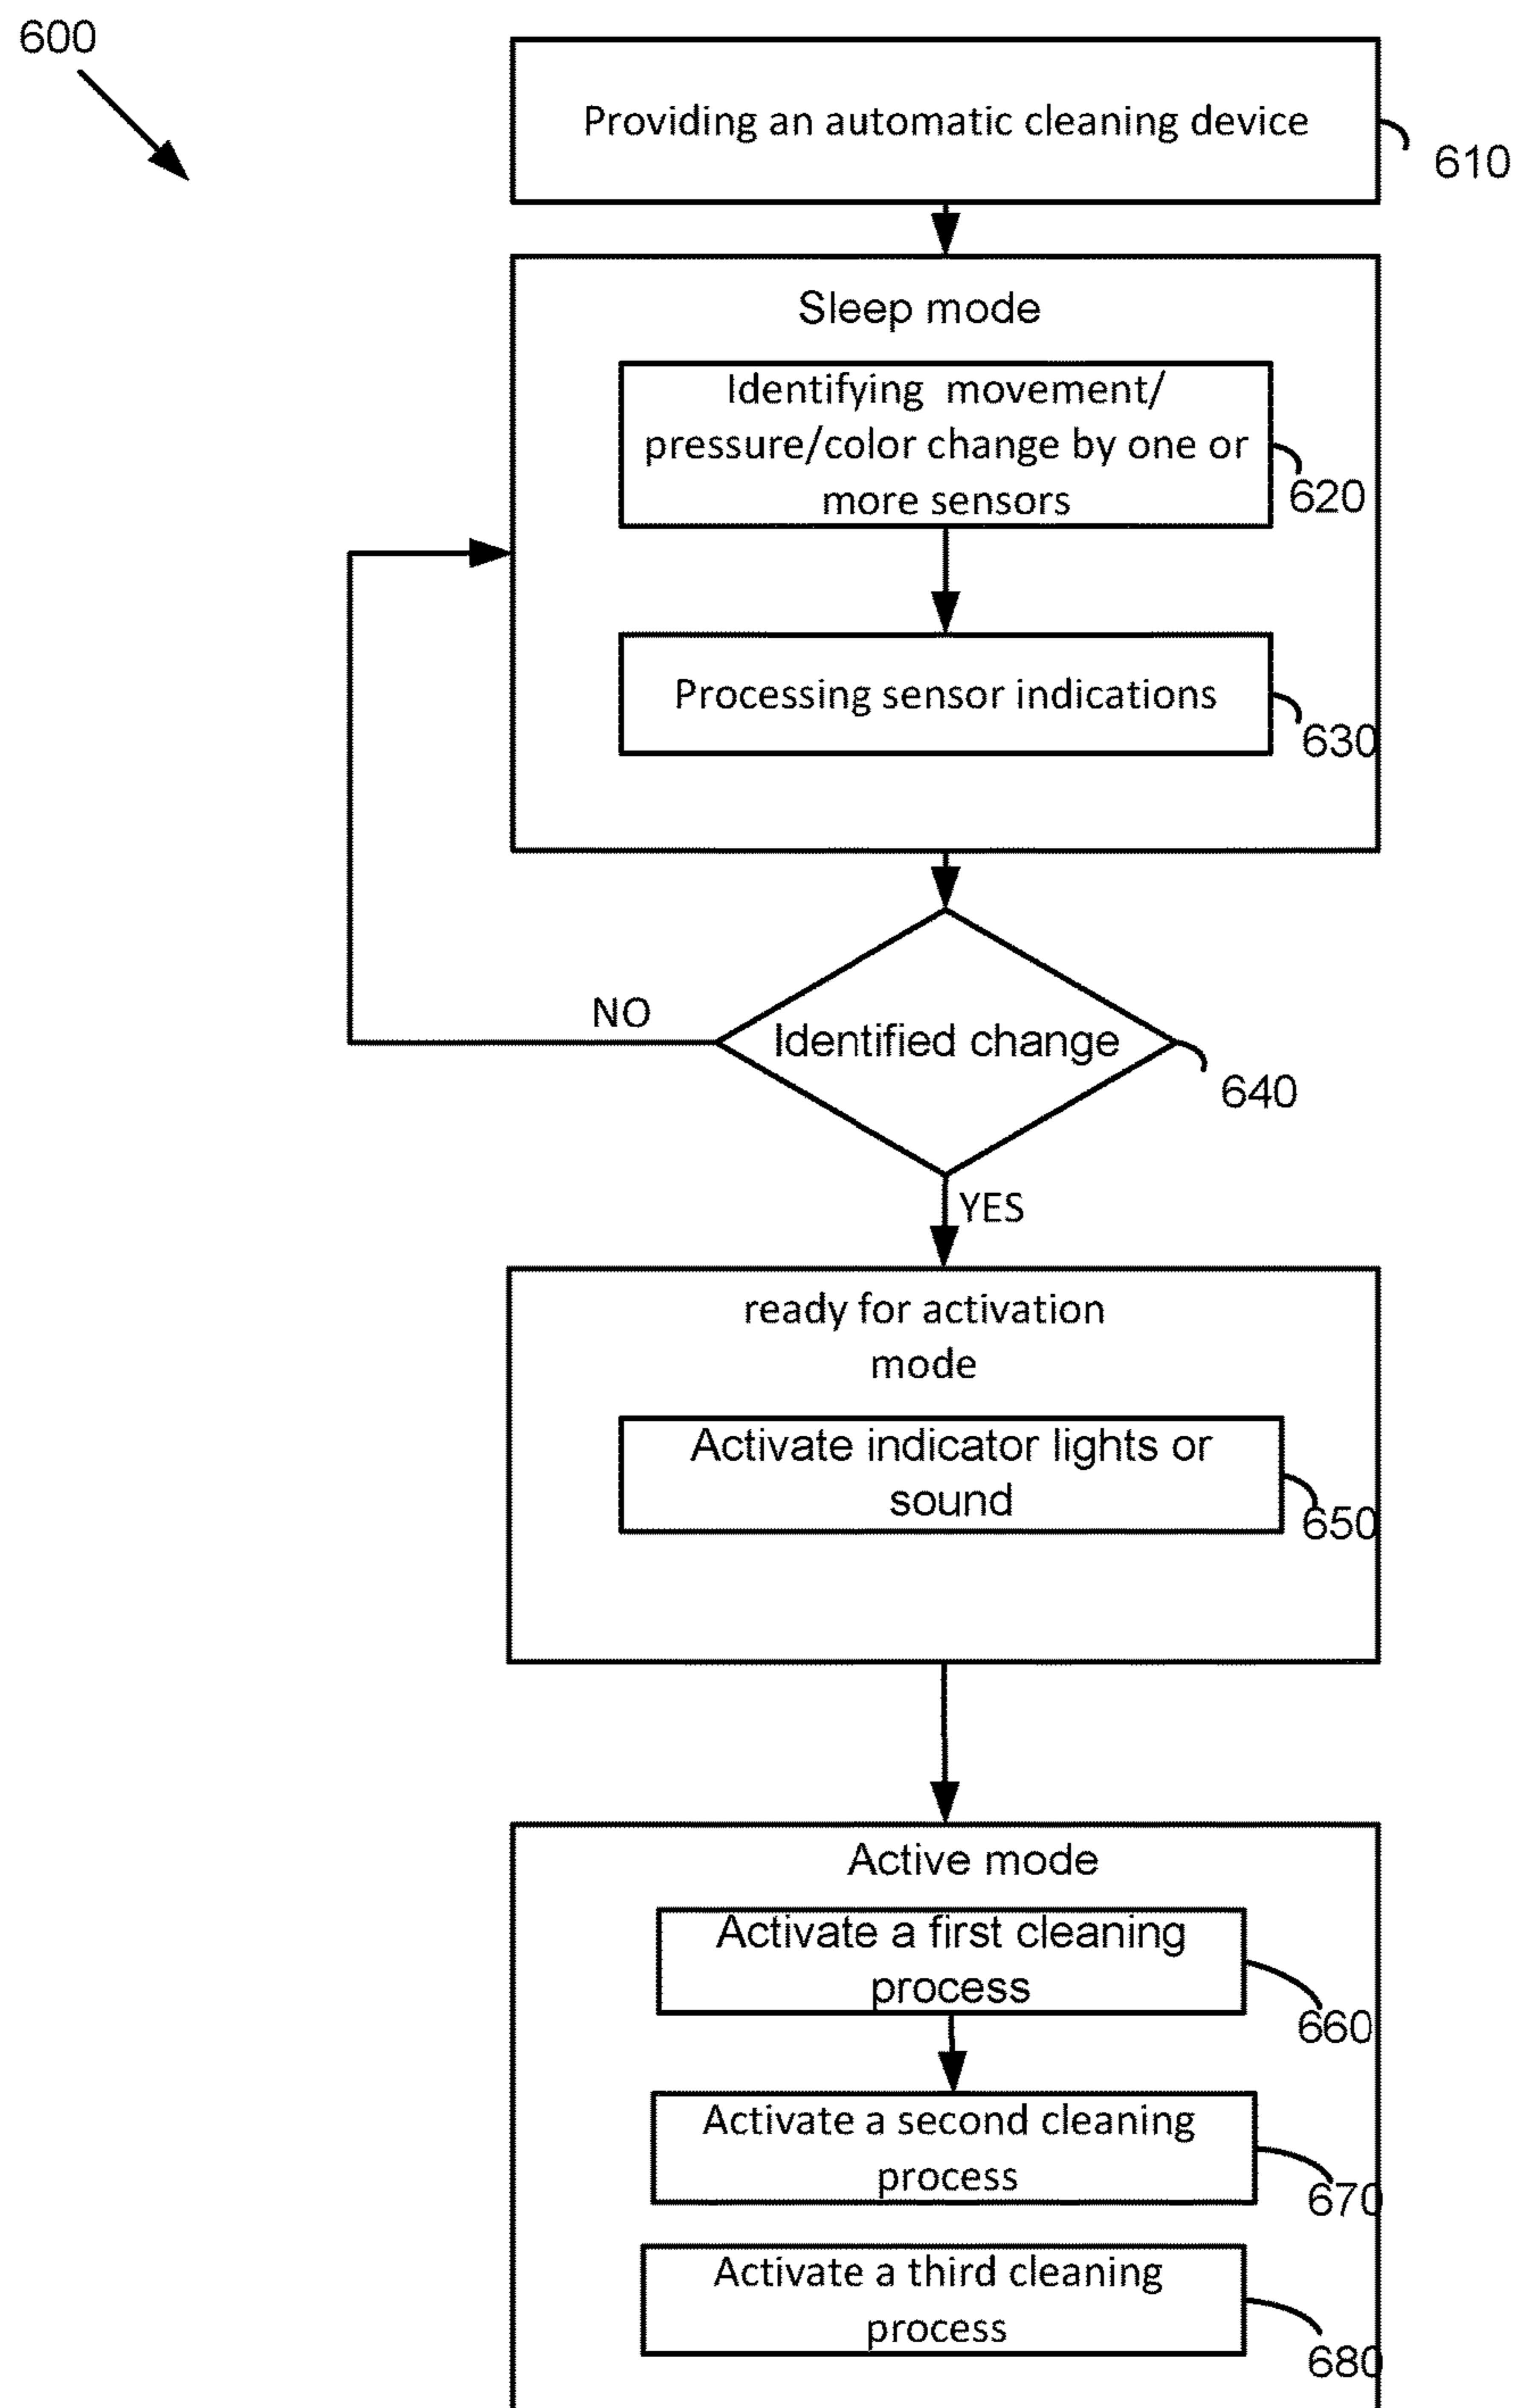 600
Providing an automatic cleaning device
610
Sleep mode
Identifying movement/
pressure/color change by one or
more sensors
620
Processing sensor indications
630
NO
Identified change
640
YES
ready for activation
mode
Activate indicator lights or
sound
650
Active mode
Activate a first cleaning
process
660
Activate a second cleaning
process
670
Activate a third cleaning
process
680